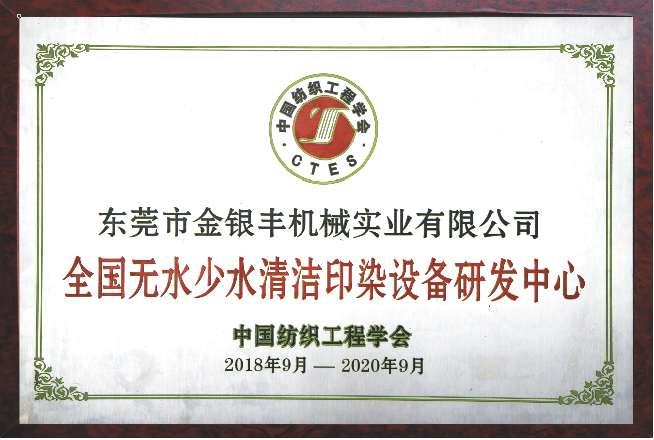 中国纺织工程学会
· CTES ·
东莞市金银丰机械实业有限公司
全国无水少水清洁印染设备研发中心
中国纺织工程学会
2018年9月 — 2020年9月